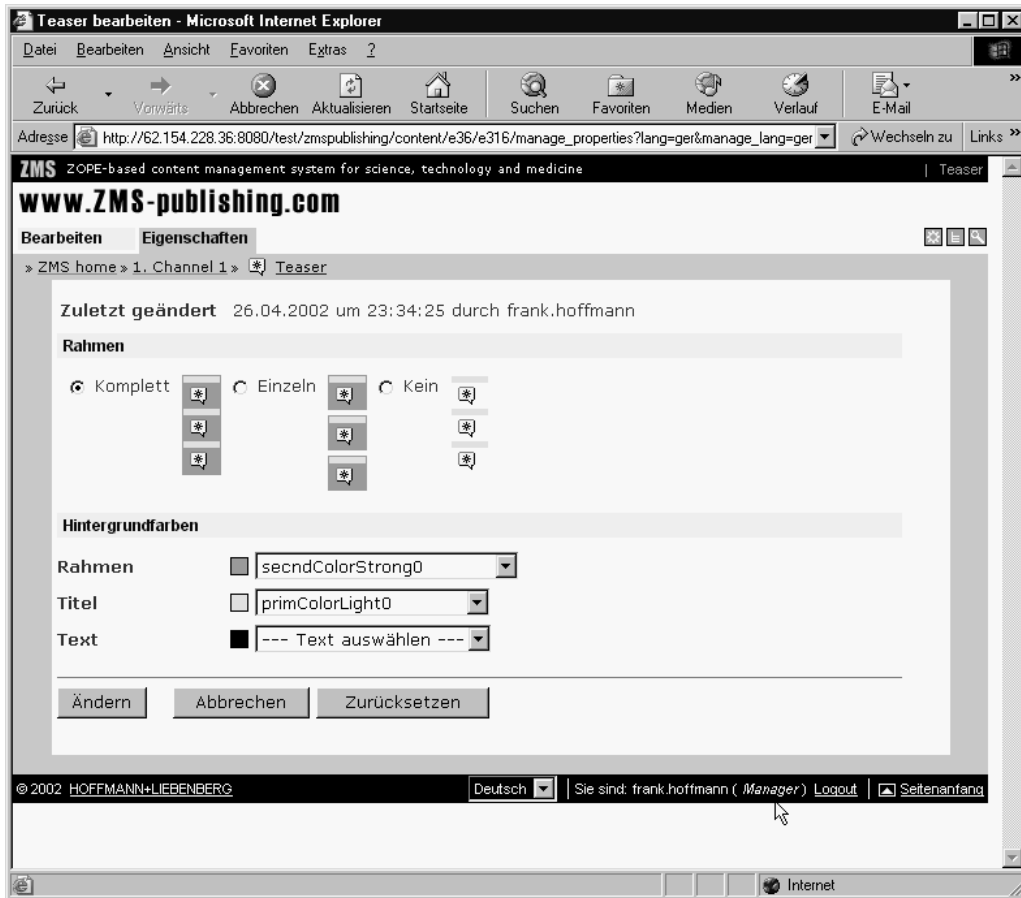 Teaser bearbeiten - Microsoft Internet Explorer
Datei Bearbeiten Ansicht Favoriten Extras ?
Zurück Vorwärts Abbrechen Aktualisieren Startseite Suchen Favoriten Medien Verlauf E-Mail »
Adresse http://62.154.228.36:8080/test/zmspublishing/content/e36/e316/manage_properties?lang=ger&manage_lang=ger Wechseln zu Links »
ZMS ZOPE-based content management system for science, technology and medicine | Teaser
www.ZMS-publishing.com
Bearbeiten Eigenschaften
» ZMS home » 1. Channel 1 » Teaser
Zuletzt geändert 26.04.2002 um 23:34:25 durch frank.hoffmann
Rahmen
Komplett Einzeln Kein
Hintergrundfarben
Rahmen secndColorStrong0
Titel primColorLight0
Text --- Text auswählen ---
Ändern Abbrechen Zurücksetzen
© 2002 HOFFMANN+LIEBENBERG Deutsch | Sie sind: frank.hoffmann ( Manager ) Logout | Seitenanfang
Internet